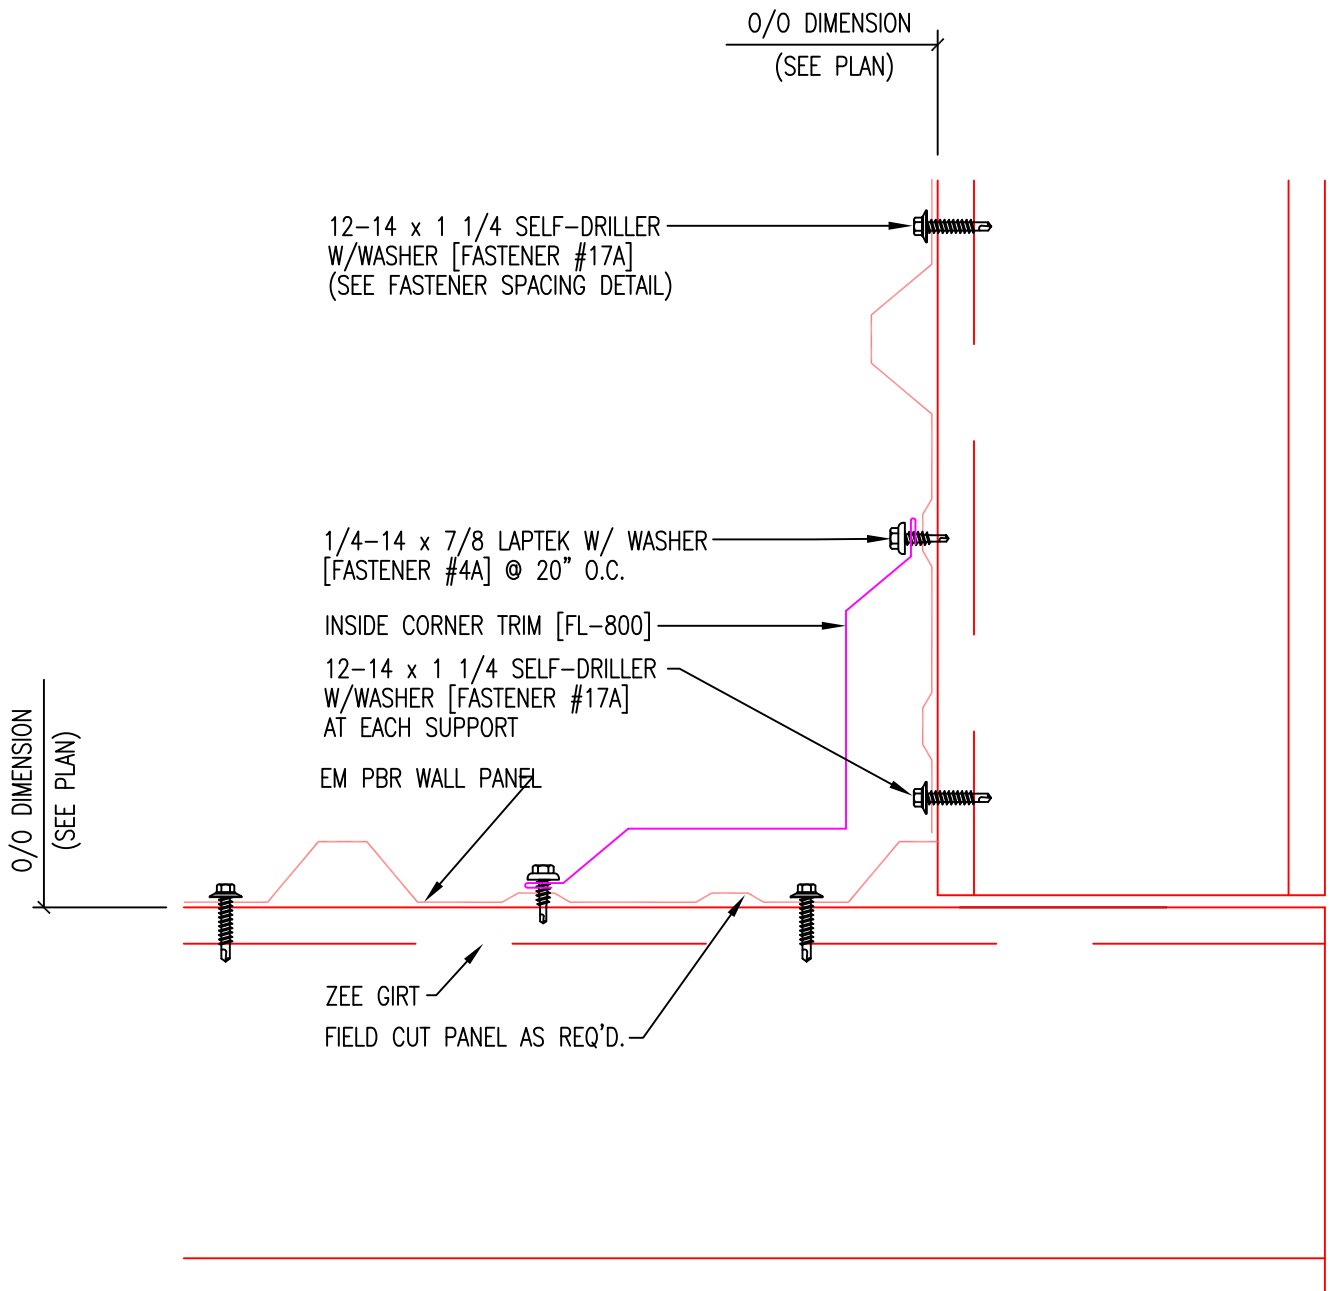 O/O DIMENSION
(SEE PLAN)
12-14 x 1 1/4 SELF-DRILLER
W/WASHER [FASTENER #17A]
(SEE FASTENER SPACING DETAIL)
1/4-14 x 7/8 LAPTEK W/ WASHER
[FASTENER #4A] @ 20" O.C.
INSIDE CORNER TRIM [FL-800]
12-14 x 1 1/4 SELF-DRILLER
W/WASHER [FASTENER #17A]
AT EACH SUPPORT
EM PBR WALL PANEL
O/O DIMENSION
(SEE PLAN)
ZEE GIRT
FIELD CUT PANEL AS REQ'D.